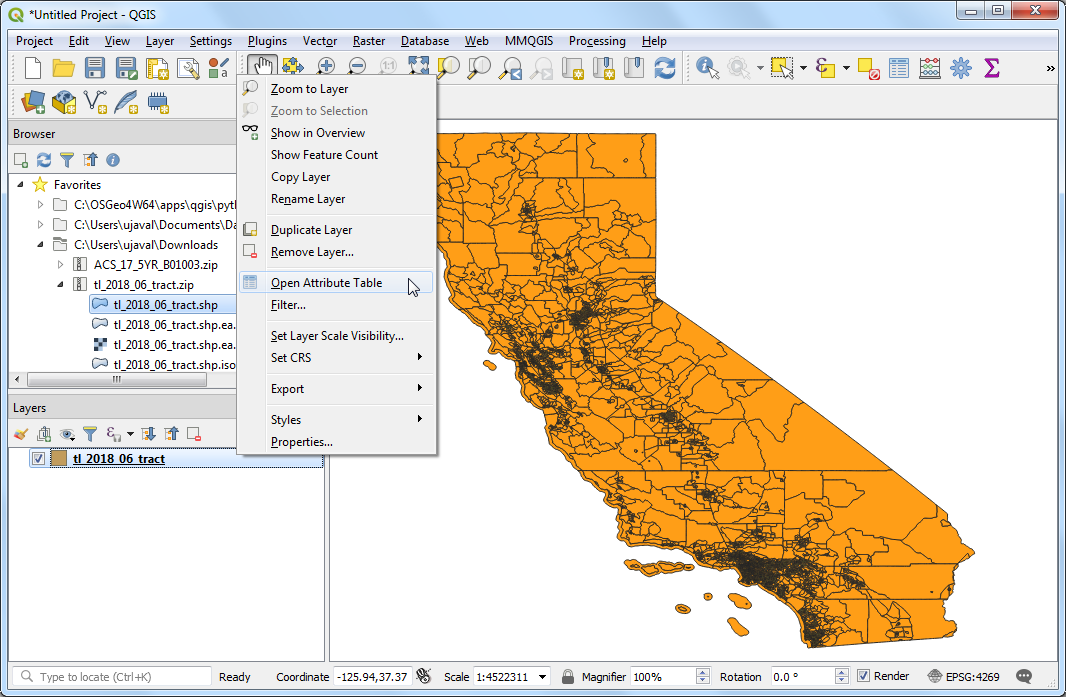 *Untitled Project - QGIS
Project Edit View Layer Settings Plugins Vector Raster Database Web MMQGIS Processing Help
Browser
Favorites
C:\OSGeo4W64\apps\qgis\pyt
C:\Users\ujaval\Documents\Da
C:\Users\ujaval\Downloads
ACS_17_5YR_B01003.zip
tl_2018_06_tract.zip
tl_2018_06_tract.shp
tl_2018_06_tract.shp.ea.
tl_2018_06_tract.shp.ea.
tl_2018_06_tract.shp.iso
Layers
tl_2018_06_tract
Zoom to Layer
Zoom to Selection
Show in Overview
Show Feature Count
Copy Layer
Rename Layer
Duplicate Layer
Remove Layer...
Open Attribute Table
Filter...
Set Layer Scale Visibility...
Set CRS
Export
Styles
Properties...
Type to locate (Ctrl+K) Ready Coordinate -125.94,37.37 Scale 1:4522311 Magnifier 100% Rotation 0.0 ° Render EPSG:4269